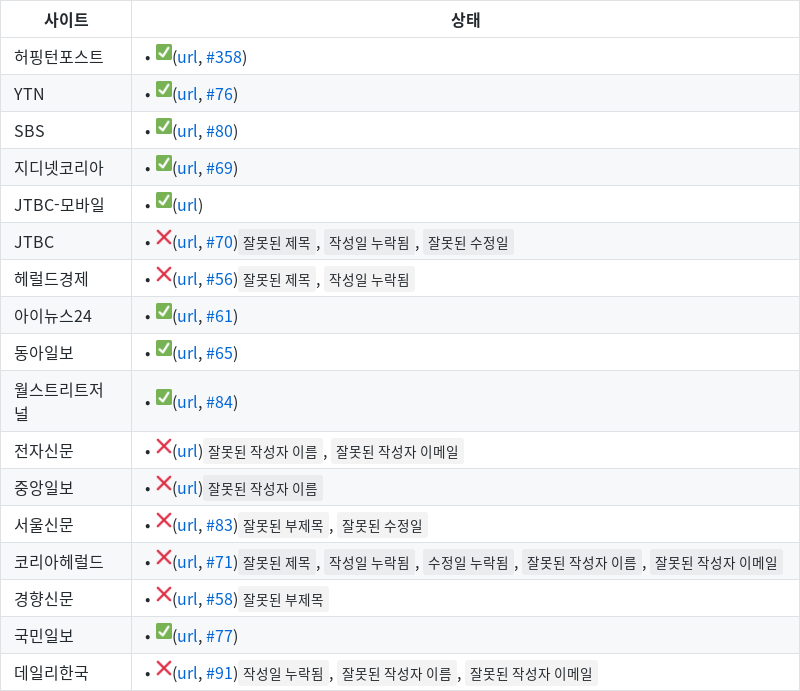 사이트 상태
허핑턴포스트 • ✅(url, #358)
YTN • ✅(url, #76)
SBS • ✅(url, #80)
지디넷코리아 • ✅(url, #69)
JTBC-모바일 • ✅(url)
JTBC • ❌(url, #70) 잘못된 제목 , 작성일 누락됨 , 잘못된 수정일
헤럴드경제 • ❌(url, #56) 잘못된 제목 , 작성일 누락됨
아이뉴스24 • ✅(url, #61)
동아일보 • ✅(url, #65)
월스트리트저
널 • ✅(url, #84)
전자신문 • ❌(url) 잘못된 작성자 이름 , 잘못된 작성자 이메일
중앙일보 • ❌(url) 잘못된 작성자 이름
서울신문 • ❌(url, #83) 잘못된 부제목 , 잘못된 수정일
코리아헤럴드 • ❌(url, #71) 잘못된 제목 , 작성일 누락됨 , 수정일 누락됨 , 잘못된 작성자 이름 , 잘못된 작성자 이메일
경향신문 • ❌(url, #58) 잘못된 부제목
국민일보 • ✅(url, #77)
데일리한국 • ❌(url, #91) 작성일 누락됨 , 잘못된 작성자 이름 , 잘못된 작성자 이메일